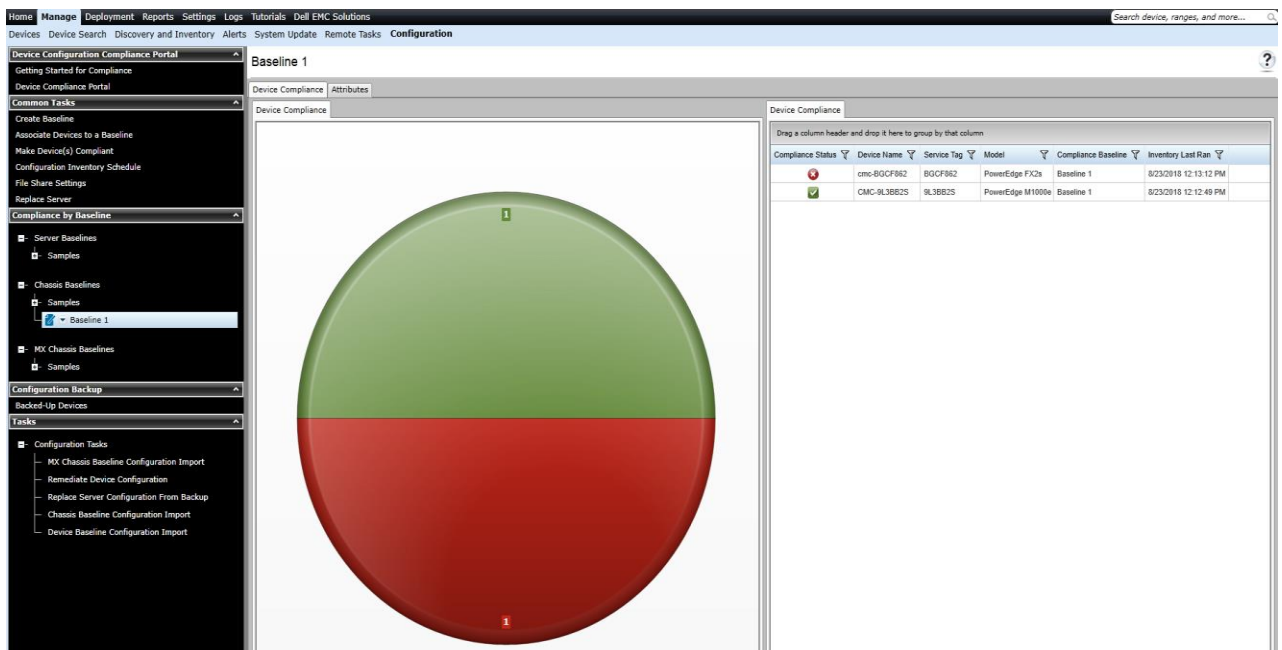 Home Manage Deployment Reports Settings Logs Tutorials Dell EMC Solutions Search device, ranges, and more...
Devices Device Search Discovery and Inventory Alerts System Update Remote Tasks Configuration
Device Configuration Compliance Portal
Getting Started for Compliance
Device Compliance Portal
Common Tasks
Create Baseline
Associate Devices to a Baseline
Make Device(s) Compliant
Configuration Inventory Schedule
File Share Settings
Replace Server
Compliance by Baseline
Server Baselines
Samples
Chassis Baselines
Samples
Baseline 1
MX Chassis Baselines
Samples
Configuration Backup
Backed-Up Devices
Tasks
Configuration Tasks
MX Chassis Baseline Configuration Import
Remediate Device Configuration
Replace Server Configuration From Backup
Chassis Baseline Configuration Import
Device Baseline Configuration Import
Baseline 1
?
Device Compliance Attributes
Device Compliance
1
1
Device Compliance
Drag a column header and drop it here to group by that column
Compliance Status Device Name Service Tag Model Compliance Baseline Inventory Last Ran
cmc-BGCF862 BGCF862 PowerEdge FX2s Baseline 1 8/23/2018 12:13:12 PM
CMC-9L3BB2S 9L3BB2S PowerEdge M1000e Baseline 1 8/23/2018 12:12:49 PM